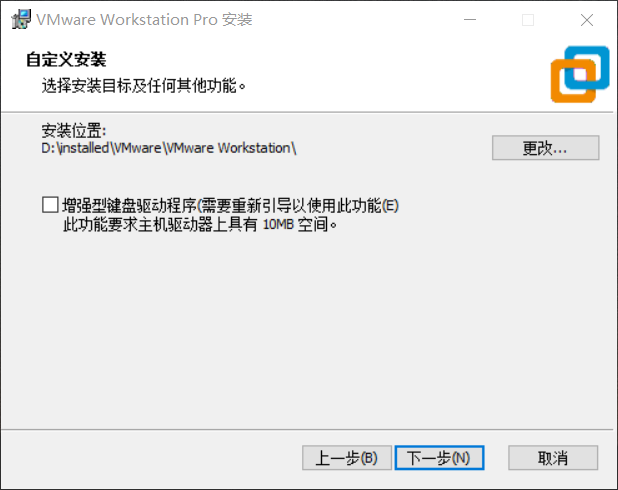 VMware Workstation Pro 安装
自定义安装
选择安装目标及任何其他功能。
安装位置:
D:\installed\VMware\VMware Workstation\
更改...
增强型键盘驱动程序(需要重新引导以使用此功能(E)
此功能要求主机驱动器上具有 10MB 空间。
上一步(B)
下一步(N)
取消